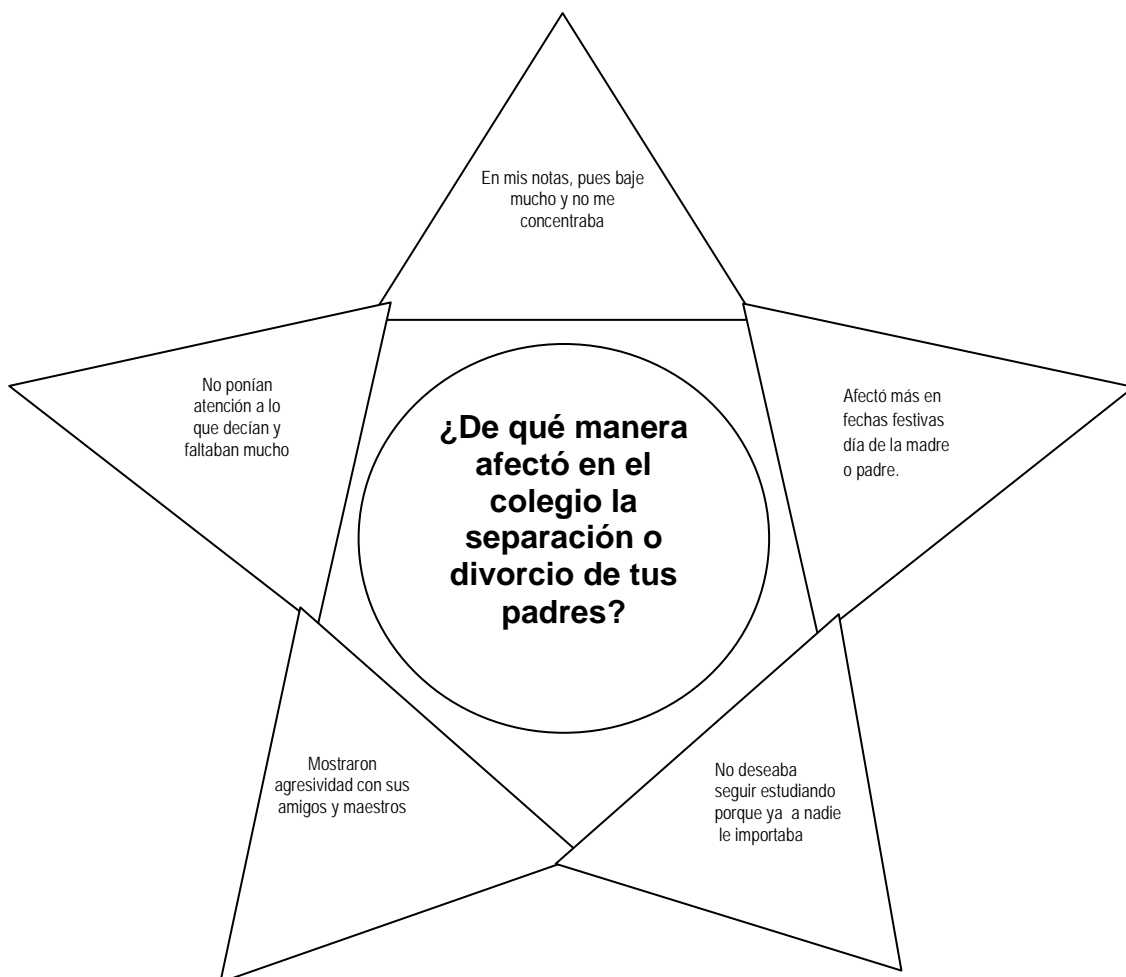 En mis notas, pues baje
mucho y no me
concentraba
No ponían
atención a lo
que decían y
faltaban mucho
¿De qué manera
afectó en el
colegio la
separación o
divorcio de tus
padres?
Afectó más en
fechas festivas
día de la madre
o padre.
Mostraron
agresividad con sus
amigos y maestros
No deseaba
seguir estudiando
porque ya a nadie
le importaba